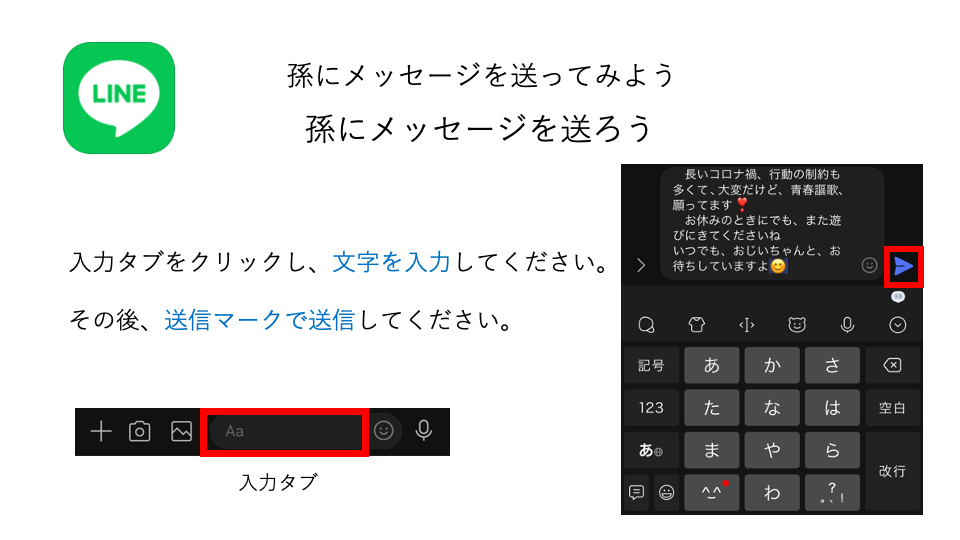 LINE
孫にメッセージを送ってみよう
孫にメッセージを送ろう
長いコロナ禍、行動の制約も
多くて、大変だけど、青春謳歌、
願ってます❣️
お休みのときにでも、また遊
びにきてくださいね
いつでも、おじいちゃんと、お
待ちしていますよ😊
入力タブをクリックし、文字を入力してください。
その後、送信マークで送信してください。
Aa
入力タブ
記号 あ か さ
123 た な は 空白
あ ま や ら 改行
^_^ わ 。、?!